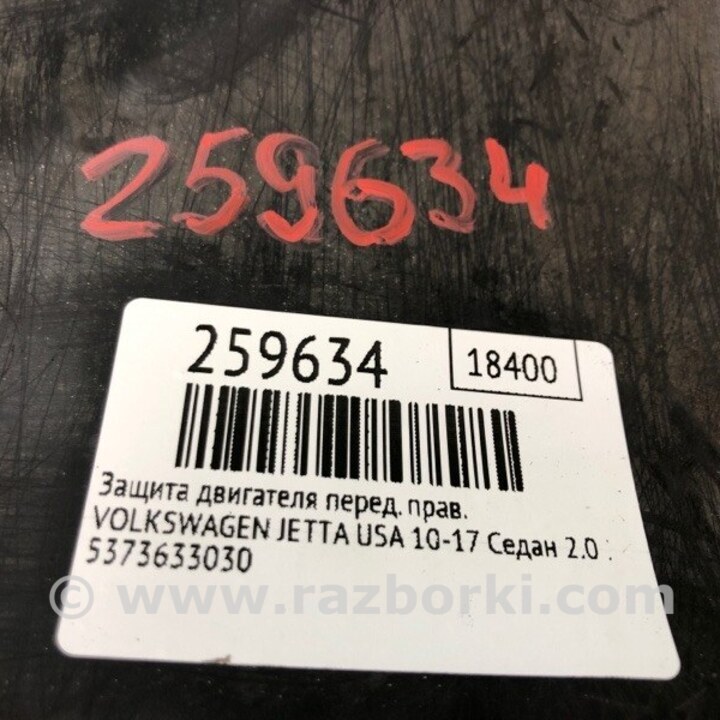 259634
259634
18400
Защита двигателя перед. прав.
VOLKSWAGEN JETTA USA 10-17 Седан 2.0 :
5373633030
© www.razborki.com